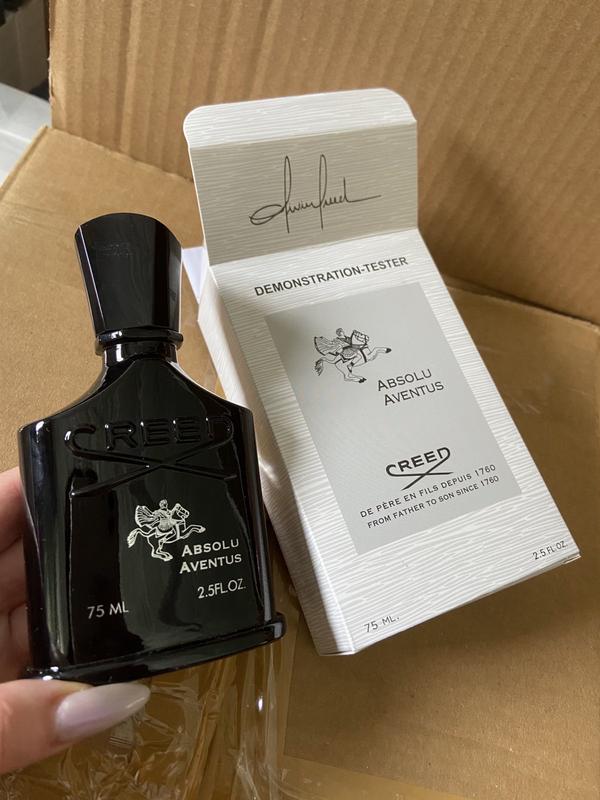 CREED
ABSOLU
AVENTUS
75 ML
2.5FL.OZ.
DEMONSTRATION-TESTER
ABSOLU
AVENTUS
CREED
DE PÈRE EN FILS DEPUIS 1760
FROM FATHER TO SON SINCE 1760
75 ML.
2.5 FL.OZ.